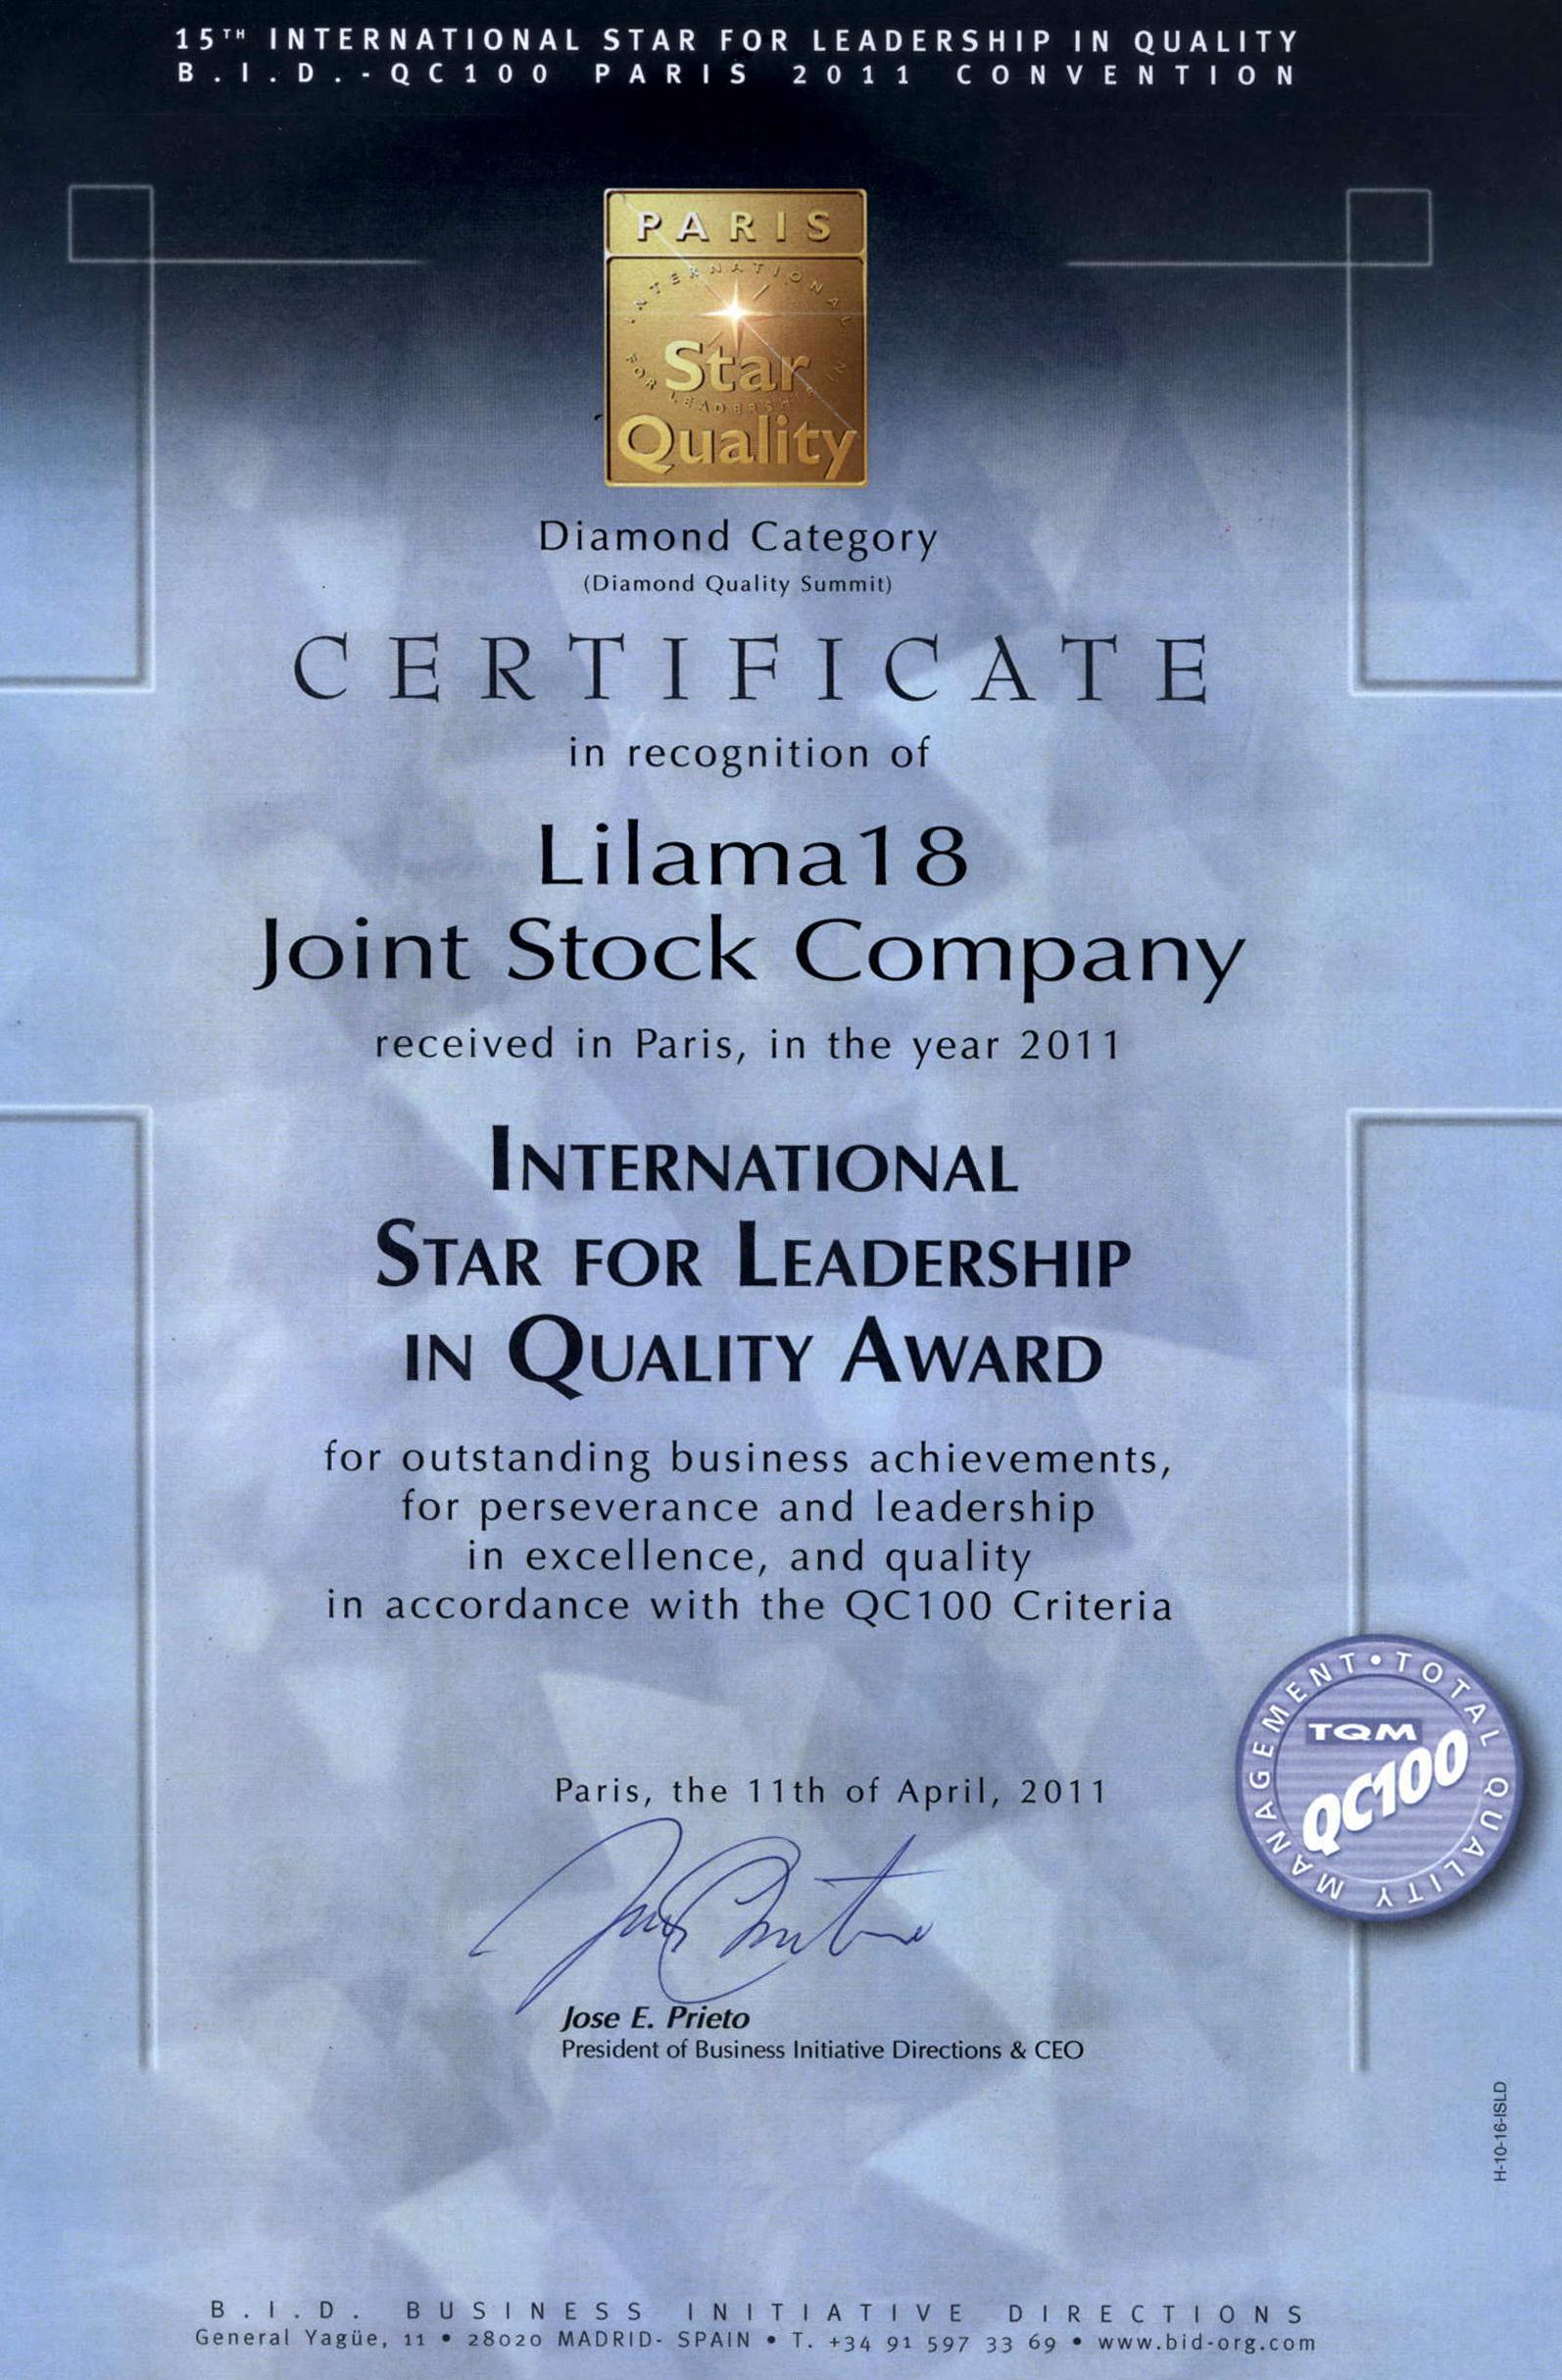 15TH INTERNATIONAL STAR FOR LEADERSHIP IN QUALITY
B.I.D.-QC100 PARIS 2011 CONVENTION
PARIS
INTERNATIONAL
Star
FOR LEADERSHIP IN
Quality
Diamond Category
(Diamond Quality Summit)
CERTIFICATE
in recognition of
Lilama18
Joint Stock Company
received in Paris, in the year 2011
INTERNATIONAL
STAR FOR LEADERSHIP
IN QUALITY AWARD
for outstanding business achievements,
for perseverance and leadership
in excellence, and quality
in accordance with the QC100 Criteria
TOTAL QUALITY MANAGEMENT
TQM
QC100
Paris, the 11th of April, 2011
Jose E. Prieto
President of Business Initiative Directions & CEO
H-10-16-ISLD
B.I.D. BUSINESS INITIATIVE DIRECTIONS
General Yagüe, 11 • 28020 MADRID- SPAIN • T. +34 91 597 33 69 • www.bid-org.com